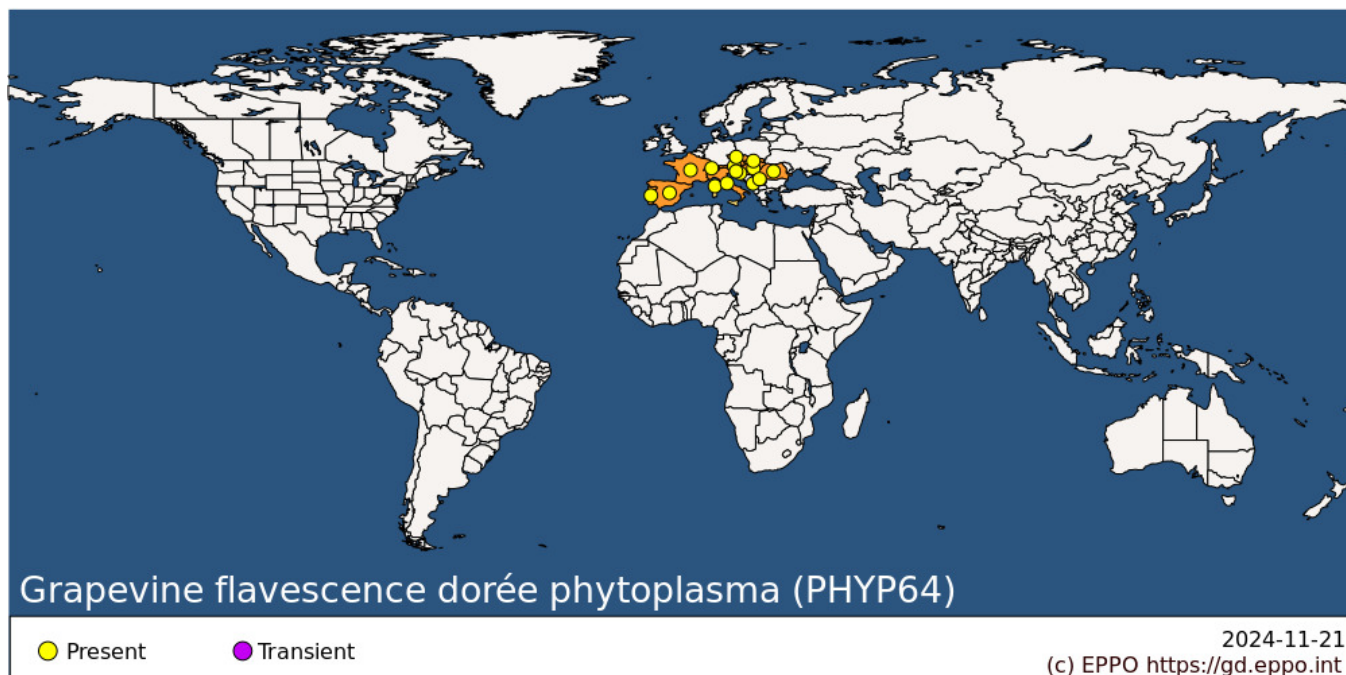 Grapevine flavescence dorée phytoplasma (PHYP64)
Present
Transient
2024-11-21
(c) EPPO https://gd.eppo.int